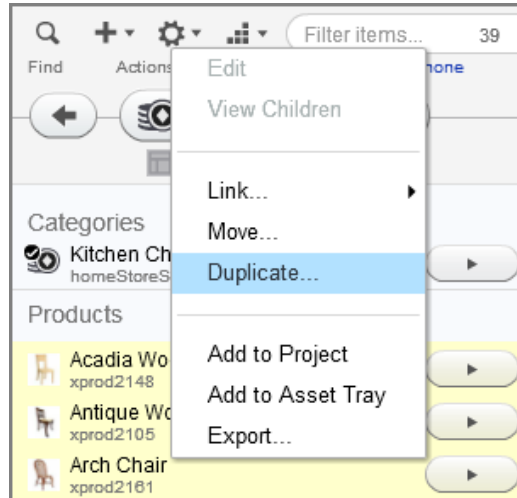 Filter items...
39
Find
Actions
none
Edit
View Children
Link...
Move...
Duplicate...
Add to Project
Add to Asset Tray
Export...
Categories
Kitchen Ch
homeStoreS
Products
Acadia Wo
xprod2148
Antique Wo
xprod2105
Arch Chair
xprod2161